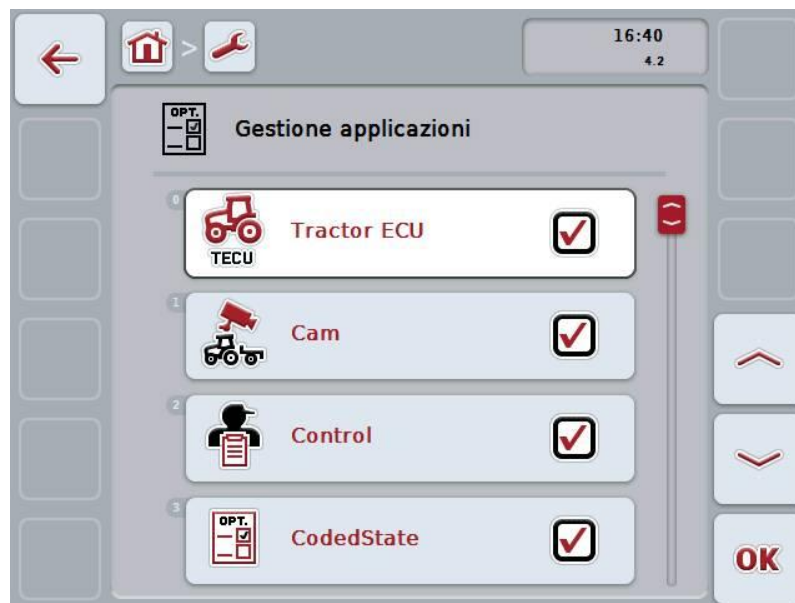 16:40
4.2
OPT.
Gestione applicazioni
0
TECU
Tractor ECU
1
Cam
2
Control
3
OPT.
CodedState
OK